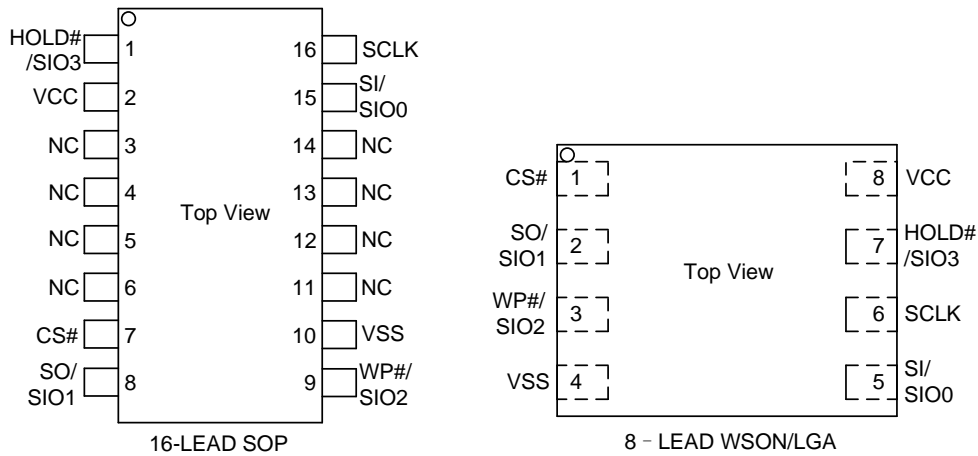 HOLD#
/SIO3
1
16
SCLK
VCC
2
15
SI/
SIO0
NC
3
14
NC
NC
4
13
NC
Top View
NC
5
12
NC
NC
6
11
NC
CS#
7
10
VSS
SO/
SIO1
8
9
WP#/
SIO2
16-LEAD SOP
CS#
1
8
VCC
SO/
SIO1
2
7
HOLD#
/SIO3
Top View
WP#/
SIO2
3
6
SCLK
VSS
4
5
SI/
SIO0
8 – LEAD WSON/LGA